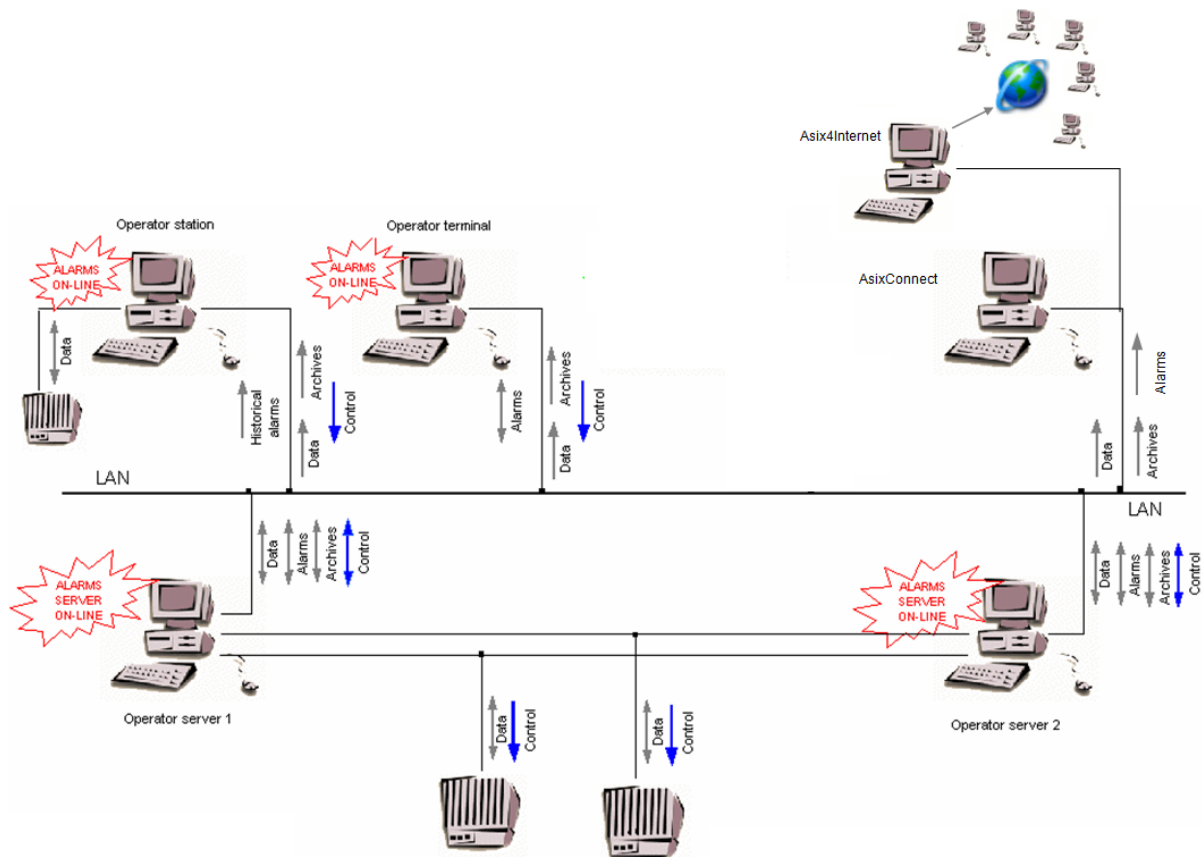 Asix4Internet
Operator station
Operator terminal
ALARMS
ON-LINE
ALARMS
ON-LINE
AsixConnect
Data
Historical
alarms
Archives
Data
Control
Alarms
Archives
Data
Control
Alarms
Data
Archives
LAN
LAN
Data
Alarms
Archives
Control
Data
Alarms
Archives
Control
ALARMS
SERVER
ON-LINE
ALARMS
SERVER
ON-LINE
Operator server 1
Operator server 2
Data
Control
Data
Control